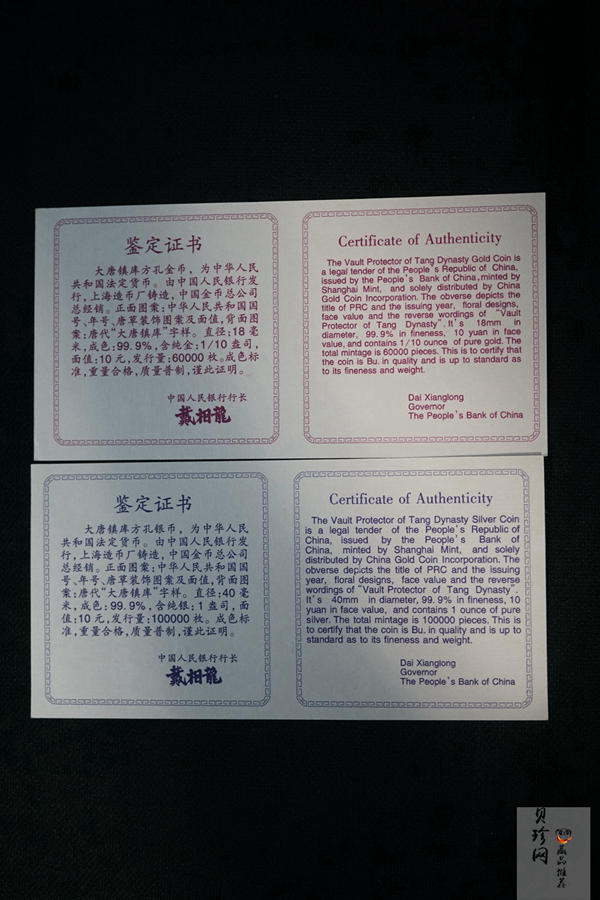 鉴定证书
大唐镇库方孔金币，为中华人民
共和国法定货币。由中国人民银行发
行，上海造币厂铸造，中国金币总公司
总经销。正面图案：中华人民共和国国
号、年号、唐草装饰图案及面值，背面图
案：唐代“大唐镇库”字样。直径：18毫
米，成色：99.9%，含纯金：1/10盎司，
面值：10元，发行量：60000枚。成色标
准，重量合格，质量普制，谨此证明。
中国人民银行行长
戴相龍
Certificate of Authenticity
The Vault Protector of Tang Dynasty Gold Coin is
a legal tender of the People's Republic of China,
issued by the People's Bank of China,minted by
Shanghai Mint, and solely distributed by China
Gold Coin Incorporation. The obverse depicts the
title of PRC and the issuing year, floral designs,
face value and the reverse wordings of "Vault
Protector of Tang Dynasty". It's 18mm in
diameter, 99.9% in fineness, 10 yuan in face
value, and contains 1/10 ounce of pure gold. The
total mintage is 60000 pieces. This is to certify that
the coin is Bu. in quality and is up to standard as
to its fineness and weight.
Dai Xianglong
Governor
The People's Bank of China
鉴定证书
大唐镇库方孔银币，为中华人民
共和国法定货币。由中国人民银行发
行，上海造币厂铸造，中国金币总公司
总经销。正面图案：中华人民共和国国
号、年号、唐草装饰图案及面值，背面图
案：唐代“大唐镇库”字样。直径：40毫
米，成色：99.9%，含纯银：1盎司，面
值：10元，发行量：100000枚。成色标
准，重量合格，质量普制，谨此证明。
中国人民银行行长
戴相龍
Certificate of Authenticity
The Vault Protector of Tang Dynasty Silver Coin
is a legal tender of the People's Republic of
China, issued by the People's Bank of
China, minted by Shanghai Mint, and solely
distributed by China Gold Coin Incorporation. The
obverse depicts the title of PRC and the issuing
year, floral designs, face value and the reverse
wordings of "Vault Protector of Tang Dynasty".
It's 40mm in diameter, 99.9% in fineness, 10
yuan in face value, and contains 1 ounce of pure
silver. The total mintage is 100000 pieces. This is
to certify that the coin is Bu. in quality and is up to
standard as to its fineness and weight.
Dai Xianglong
Governor
The People's Bank of China
贝珍网
藏品推荐